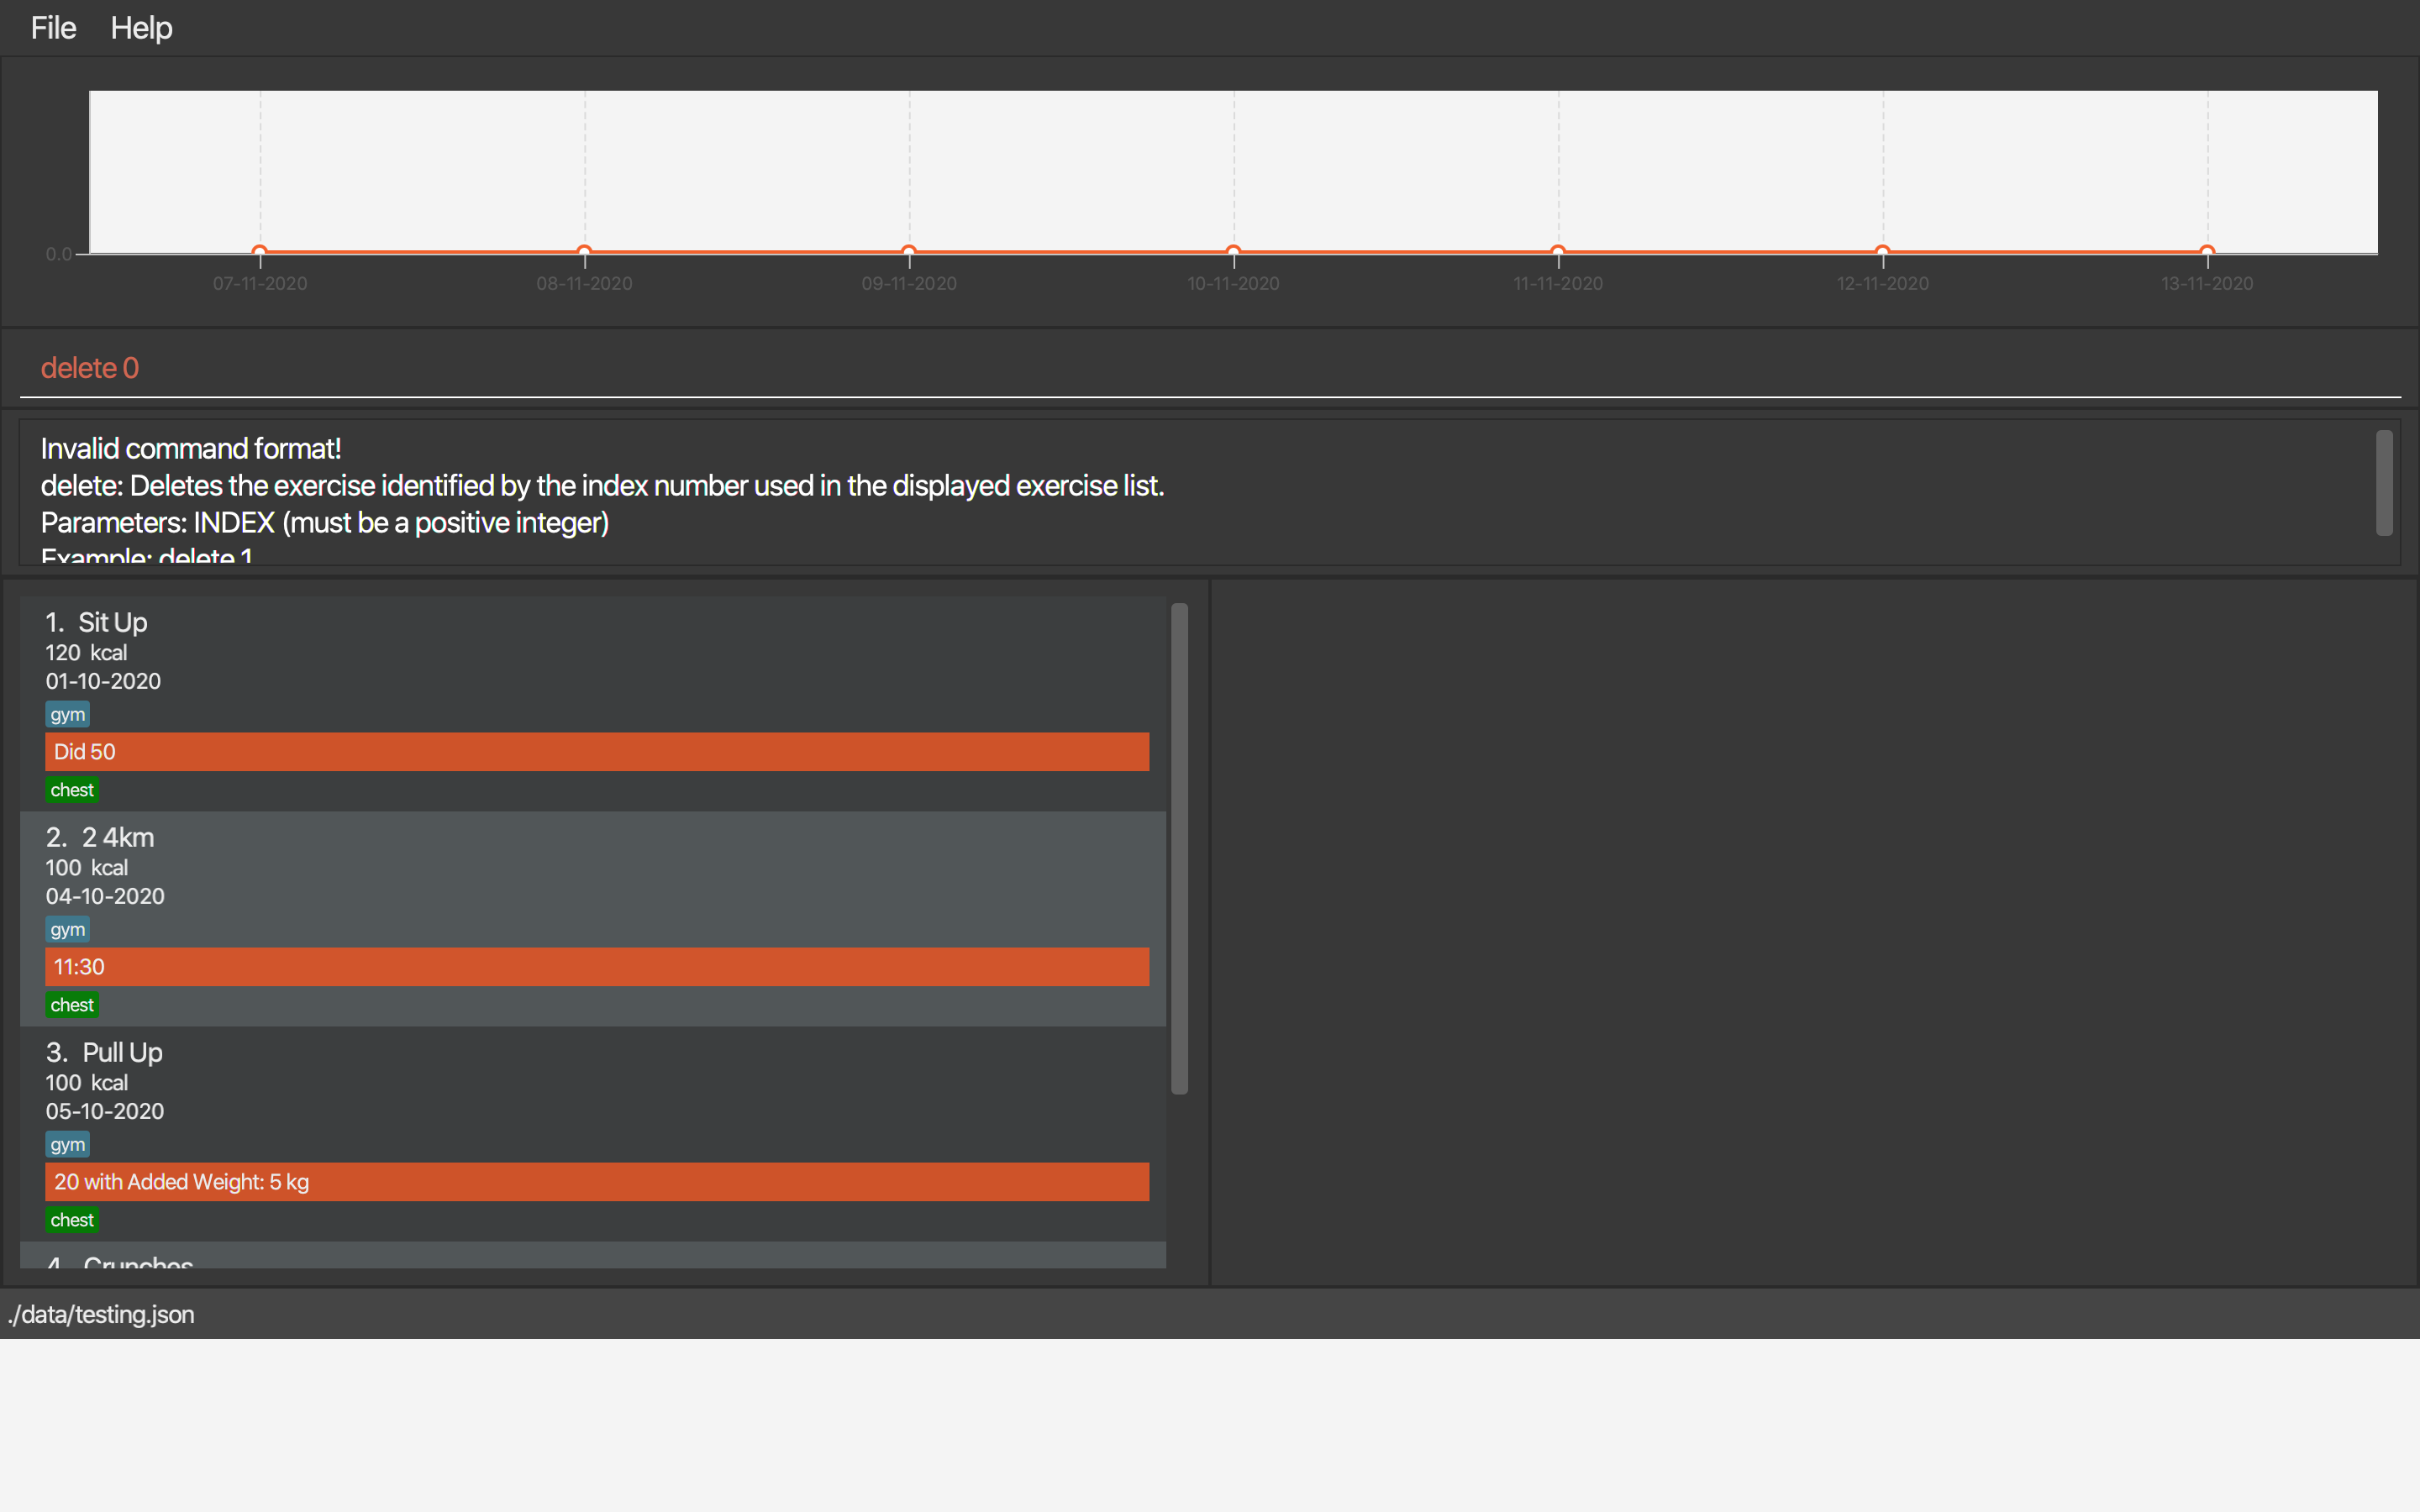 File Help
0.0
07-11-2020 08-11-2020 09-11-2020 10-11-2020 11-11-2020 12-11-2020 13-11-2020
delete 0
Invalid command format!
delete: Deletes the exercise identified by the index number used in the displayed exercise list.
Parameters: INDEX (must be a positive integer)
Example: delete 1
1. Sit Up
120 kcal
01-10-2020
gym
Did 50
chest
2. 2 4km
100 kcal
04-10-2020
gym
11:30
chest
3. Pull Up
100 kcal
05-10-2020
gym
20 with Added Weight: 5 kg
chest
4. Crunches
./data/testing.json